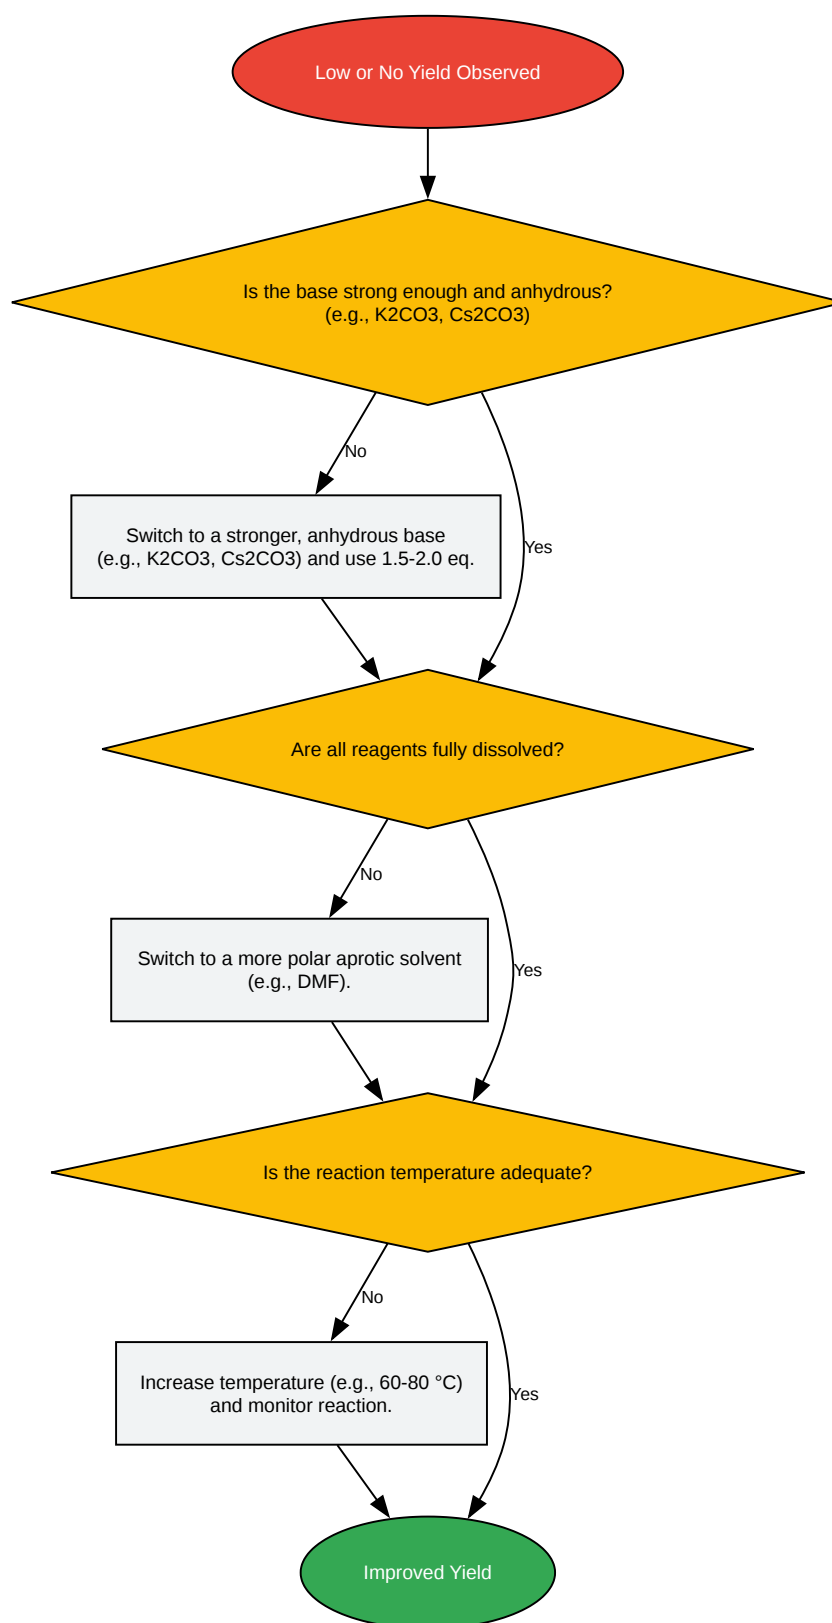 Low or No Yield Observed
Is the base strong enough and anhydrous?
(e.g., K2CO3, Cs2CO3)
No
Switch to a stronger, anhydrous base
(e.g., K2CO3, Cs2CO3) and use 1.5-2.0 eq.
Yes
Are all reagents fully dissolved?
No
Switch to a more polar aprotic solvent
(e.g., DMF).
Yes
Is the reaction temperature adequate?
No
Increase temperature (e.g., 60-80 °C)
and monitor reaction.
Yes
Improved Yield